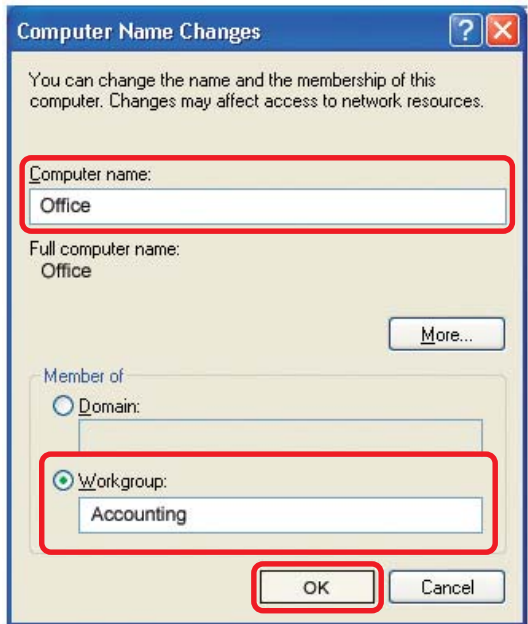 Computer Name Changes
You can change the name and the membership of this
computer. Changes may affect access to network resources.
Computer name:
Office
Full computer name:
Office
More...
Member of
Domain:
Workgroup:
Accounting
OK
Cancel